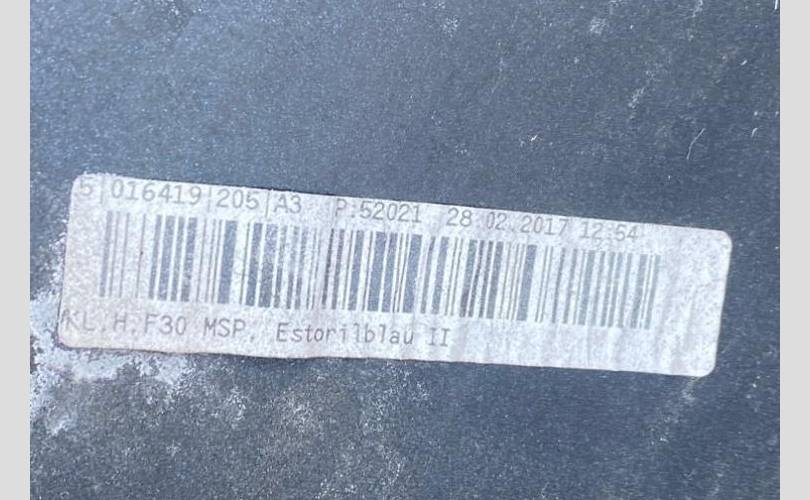 5|016419|205|A3 P.52021 28.02.2017 12:54
KL.H F30 MSP. Estorilblau II